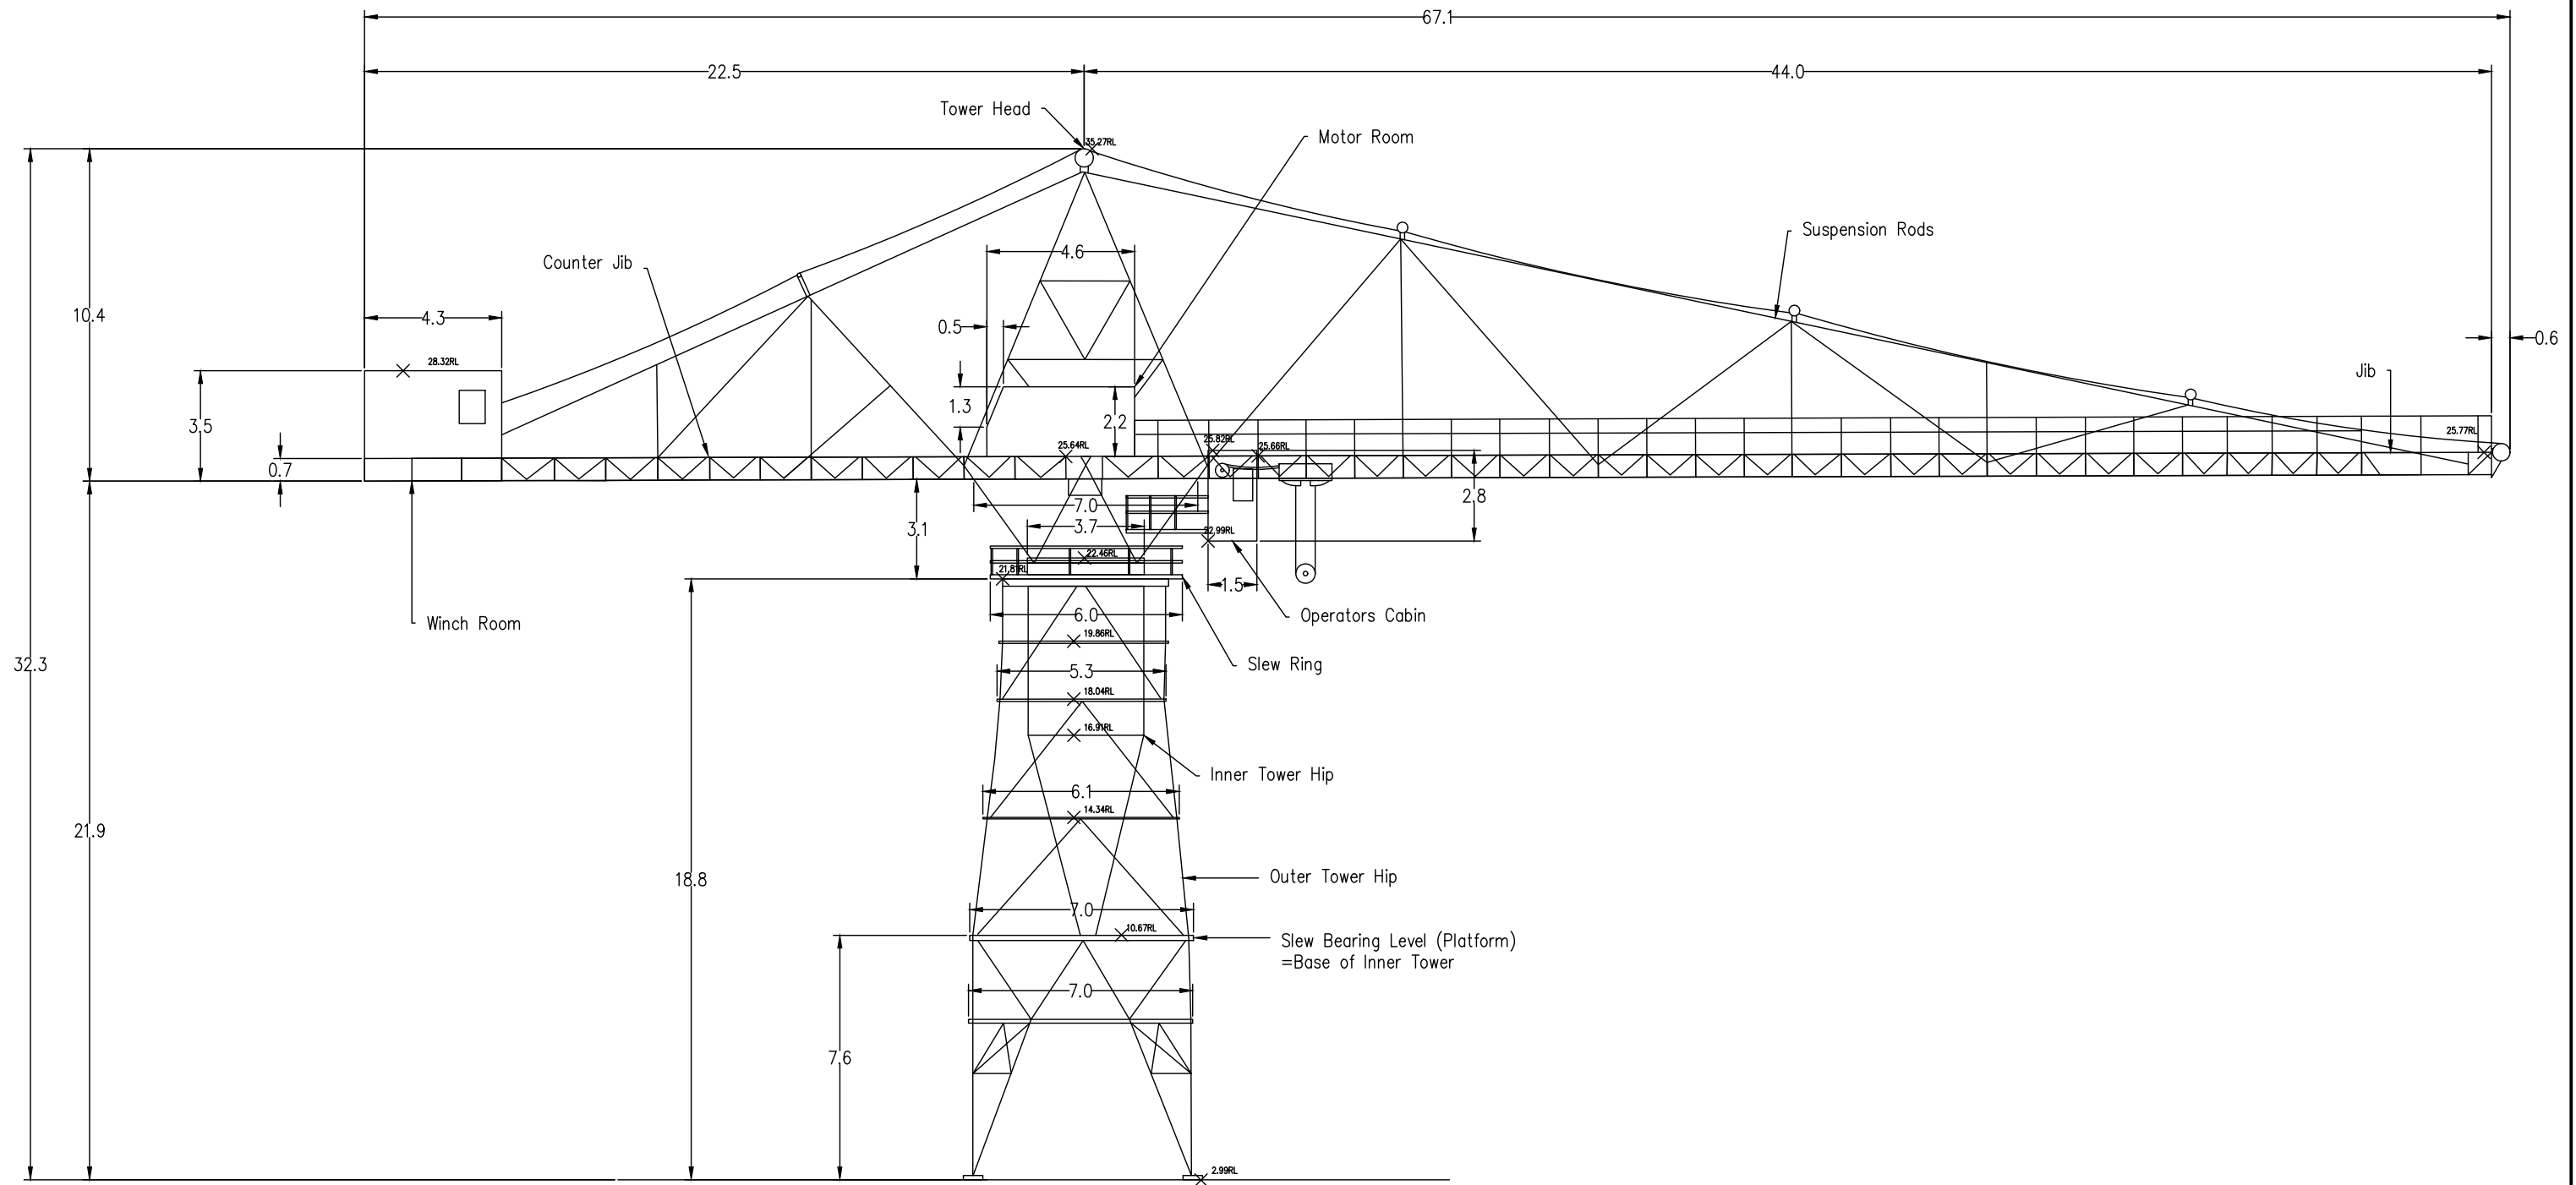 67.1
22.5
44.0
Tower Head
35.27RL
Motor Room
Suspension Rods
Counter Jib
4.6
10.4
4.3
0.5
0.6
28.32RL
Jib
1.3
2.2
3.5
25.64RL
25.82RL
25.66RL
25.77RL
0.7
2.8
7.0
3.1
3.7
22.99RL
22.46RL
21.81RL
1.5
6.0
Operators Cabin
Winch Room
19.86RL
32.3
Slew Ring
5.3
18.04RL
16.91RL
Inner Tower Hip
6.1
14.34RL
21.9
18.8
Outer Tower Hip
7.0
10.67RL
Slew Bearing Level (Platform)
=Base of Inner Tower
7.0
7.6
2.99RL